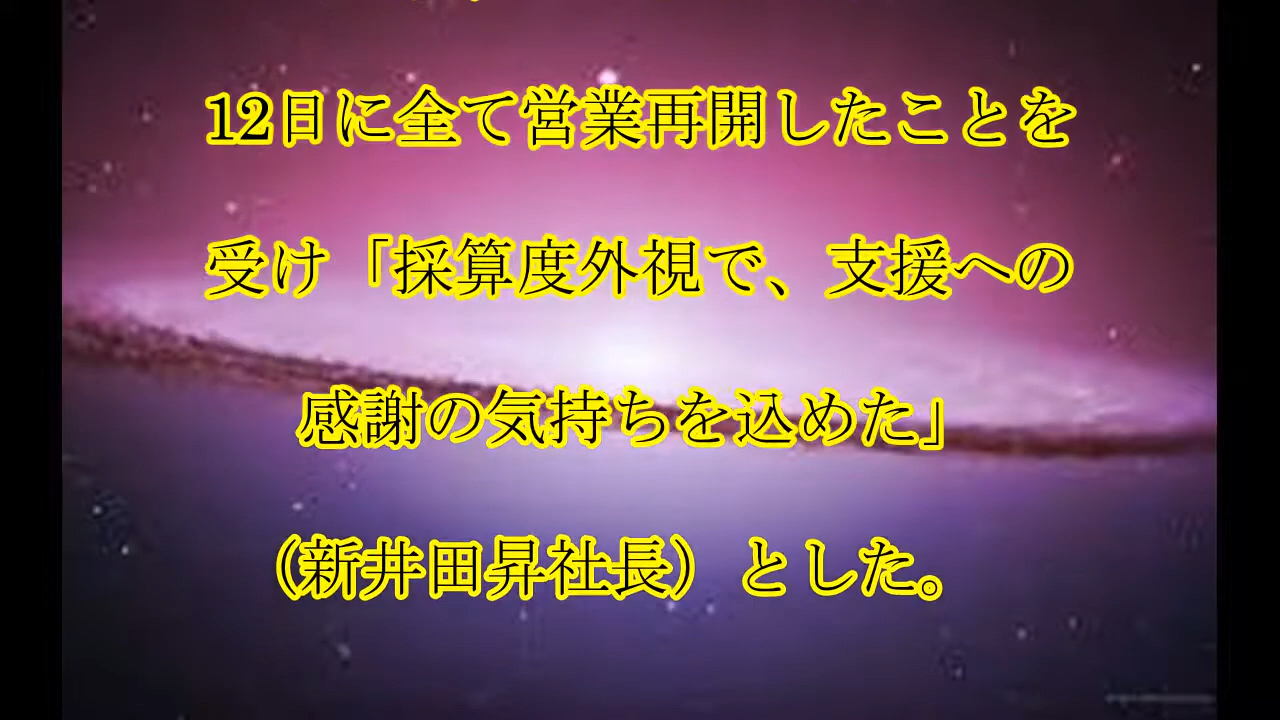 12日に全て営業再開したことを
受け「採算度外視で、支援への
感謝の気持ちを込めた」
（新井田昇社長）とした。